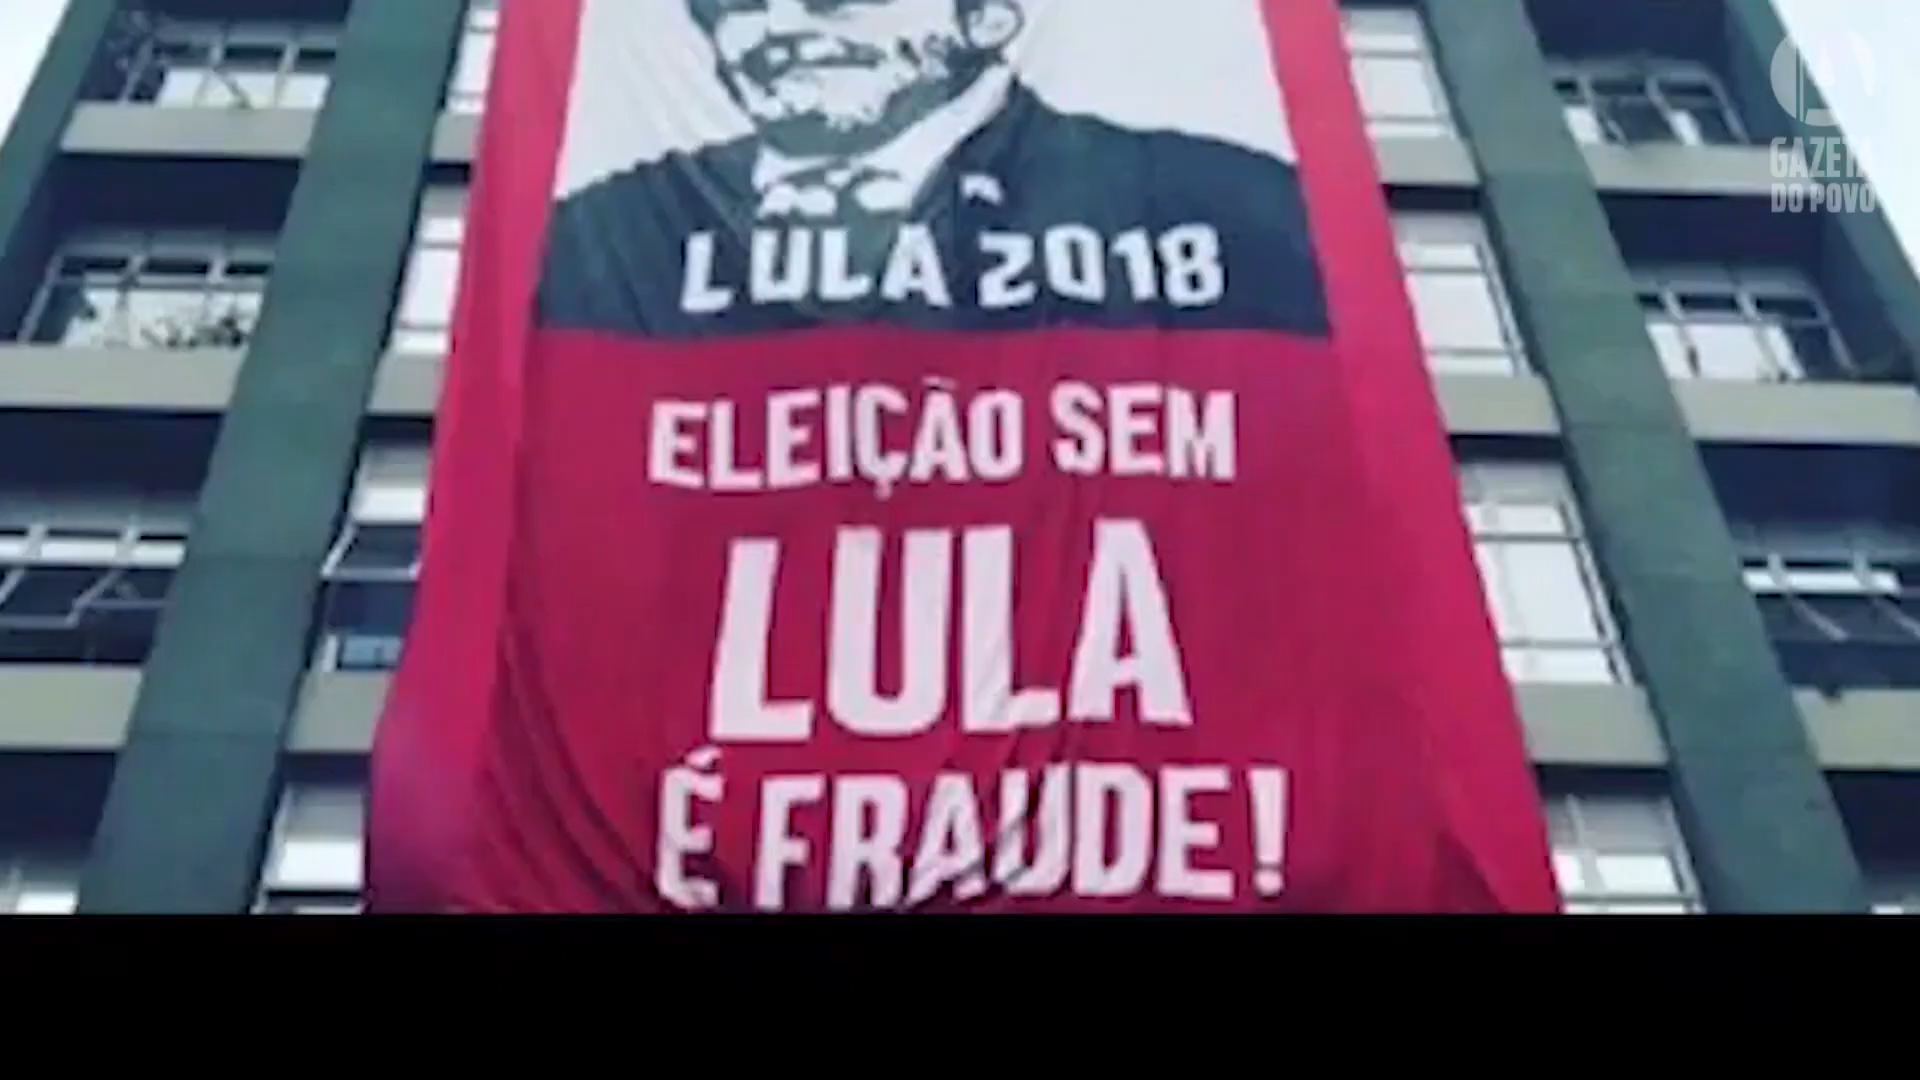 GAZETA
DO POVO
LULA 2018
ELEIÇÃO SEM
LULA
É FRAUDE!